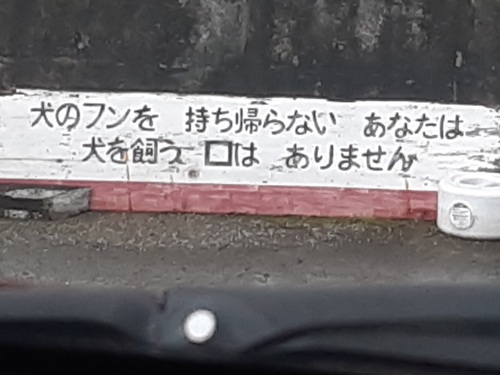 犬のフンを 持ち帰らない あなたは
犬を飼う 口は ありません